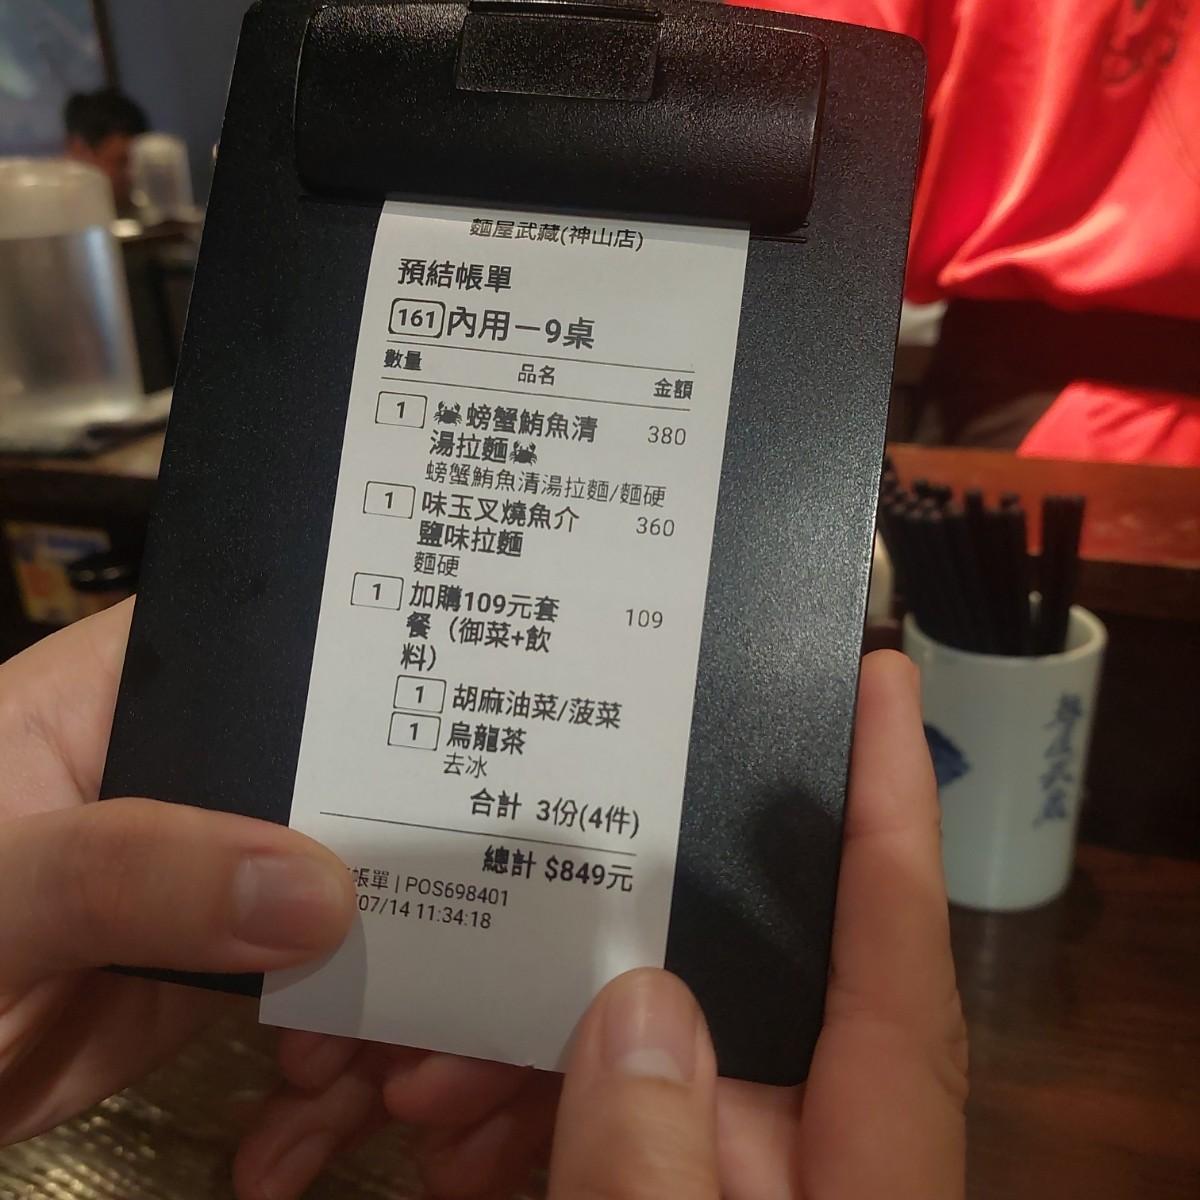 麵屋武藏(神山店)
預結帳單
161 內用－9桌
數量 品名 金額
1 🦀螃蟹鮪魚清 380
湯拉麵🦀
螃蟹鮪魚清湯拉麵/麵硬
1 味玉叉燒魚介 360
鹽味拉麵
麵硬
1 加購109元套 109
餐（御菜+飲
料）
1 胡麻油菜/菠菜
1 烏龍茶
去冰
合計 3份(4件)
總計 $849元
帳單 | POS698401
/07/14 11:34:18